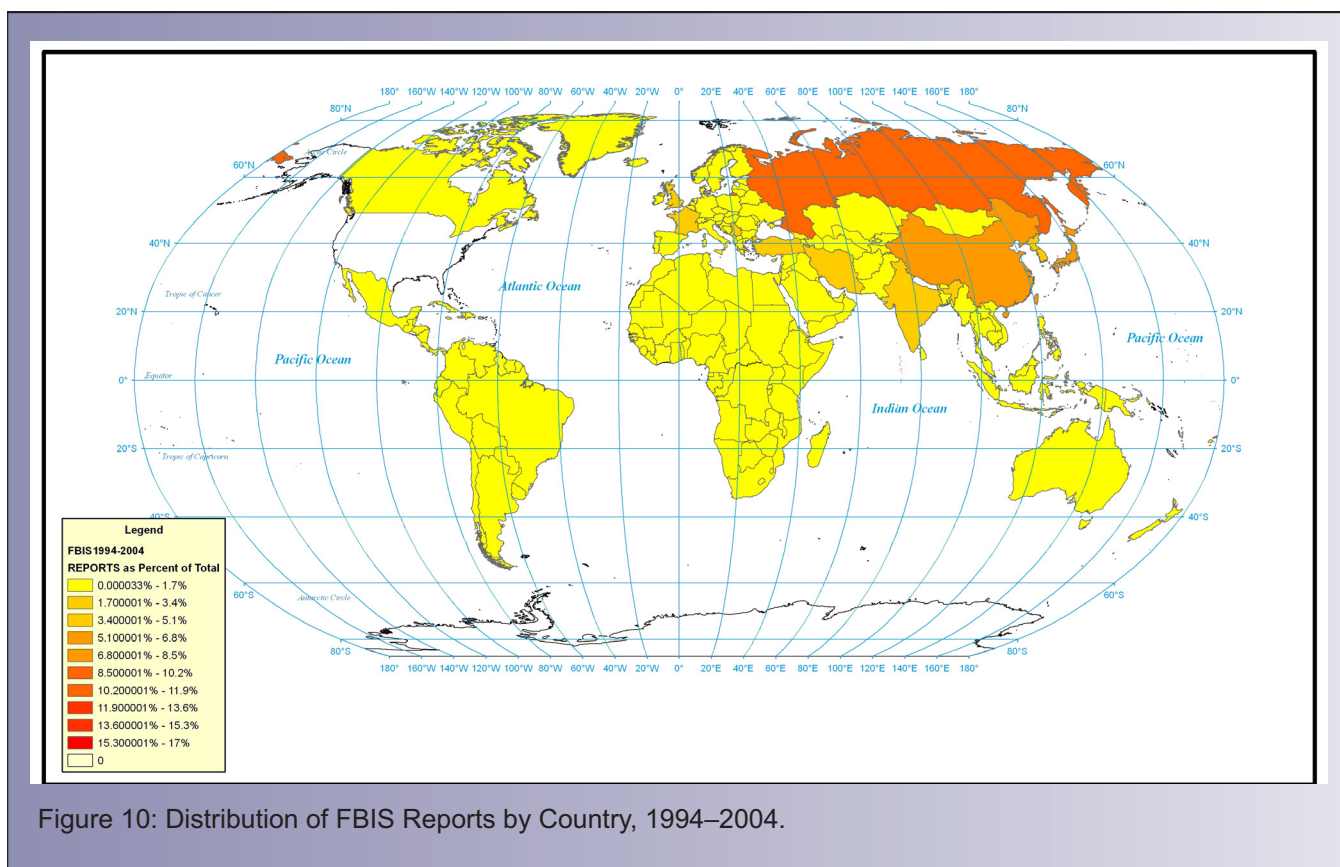 180° 160°W 140°W 120°W 100°W 80°W 60°W 40°W 20°W 0° 20°E 40°E 60°E 80°E 100°E 120°E 140°E 160°E 180°
80°N 80°N
Arctic Circle
60°N 60°N
40°N 40°N
Atlantic Ocean
Tropic of Cancer
20°N 20°N
Pacific Ocean Pacific Ocean
Equator
0° 0°
Indian Ocean
20°S 20°S
Tropic of Capricorn
40°S 40°S
Legend
FBIS1994-2004
REPORTS as Percent of Total
0.000033% - 1.7%
1.700001% - 3.4%
3.400001% - 5.1%
5.100001% - 6.8%
6.800001% - 8.5%
8.500001% - 10.2%
10.200001% - 11.9%
11.900001% - 13.6%
13.600001% - 15.3%
15.300001% - 17%
0
60°S 60°S
Antarctic Circle
80°S 80°S
180° 160°W 140°W 120°W 100°W 80°W 60°W 40°W 20°W 0° 20°E 40°E 60°E 80°E 100°E 120°E 140°E 160°E 180°
Figure 10: Distribution of FBIS Reports by Country, 1994–2004.